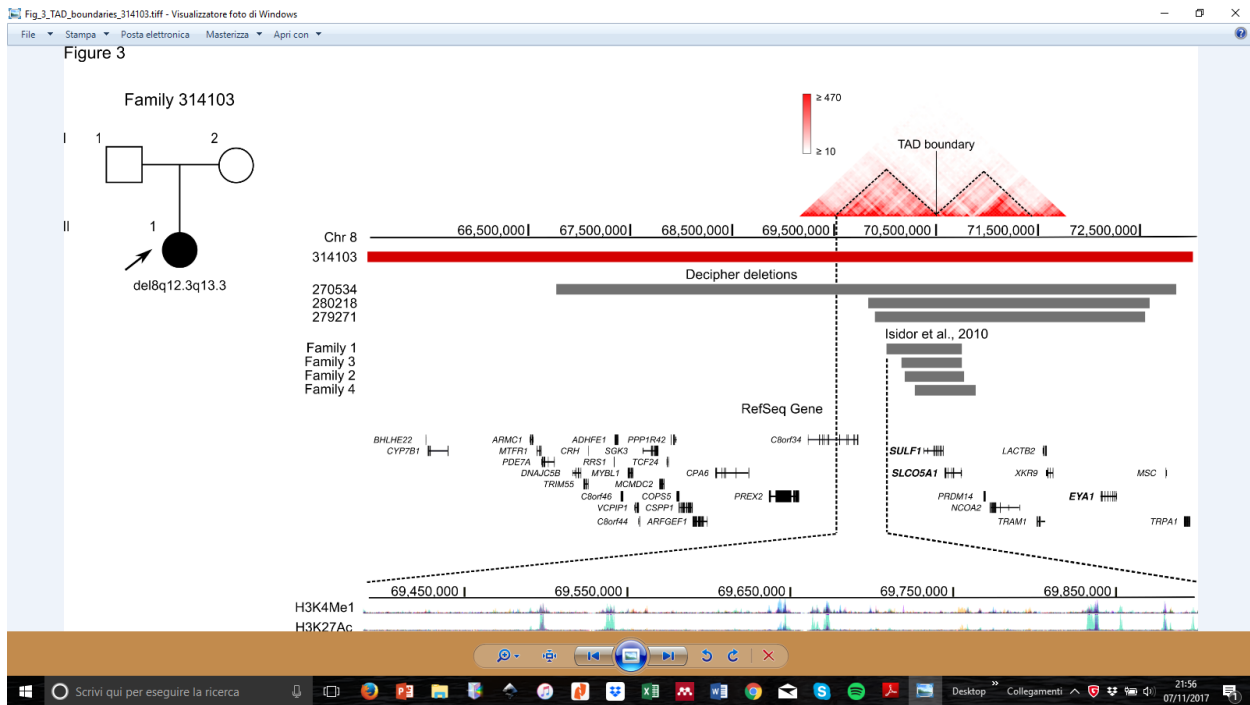 Fig_3_TAD_boundaries_314103.tiff - Visualizzatore foto di Windows
File Stampa Posta elettronica Masterizza Apri con
Figure 3
Family 314103
I 1 2
II 1
del8q12.3q13.3
≥ 470
≥ 10
TAD boundary
Chr 8 66,500,000 67,500,000 68,500,000 69,500,000 70,500,000 71,500,000 72,500,000
314103
Decipher deletions
270534
280218
279271
Isidor et al., 2010
Family 1
Family 3
Family 2
Family 4
RefSeq Gene
BHLHE22 ARMC1 ADHFE1 PPP1R42 C8orf34
CYP7B1 MTFR1 CRH SGK3 SULF1 LACTB2
PDE7A RRS1 TCF24
DNAJC5B MYBL1 CPA6 SLCO5A1 XKR9 MSC
TRIM55 MCMDC2
C8orf46 COPS5 PREX2 PRDM14 EYA1
VCPIP1 CSPP1 NCOA2
C8orf44 ARFGEF1 TRAM1 TRPA1
69,450,000 69,550,000 69,650,000 69,750,000 69,850,000
H3K4Me1
H3K27Ac
Scrivi qui per eseguire la ricerca
Desktop Collegamenti 21:56
07/11/2017